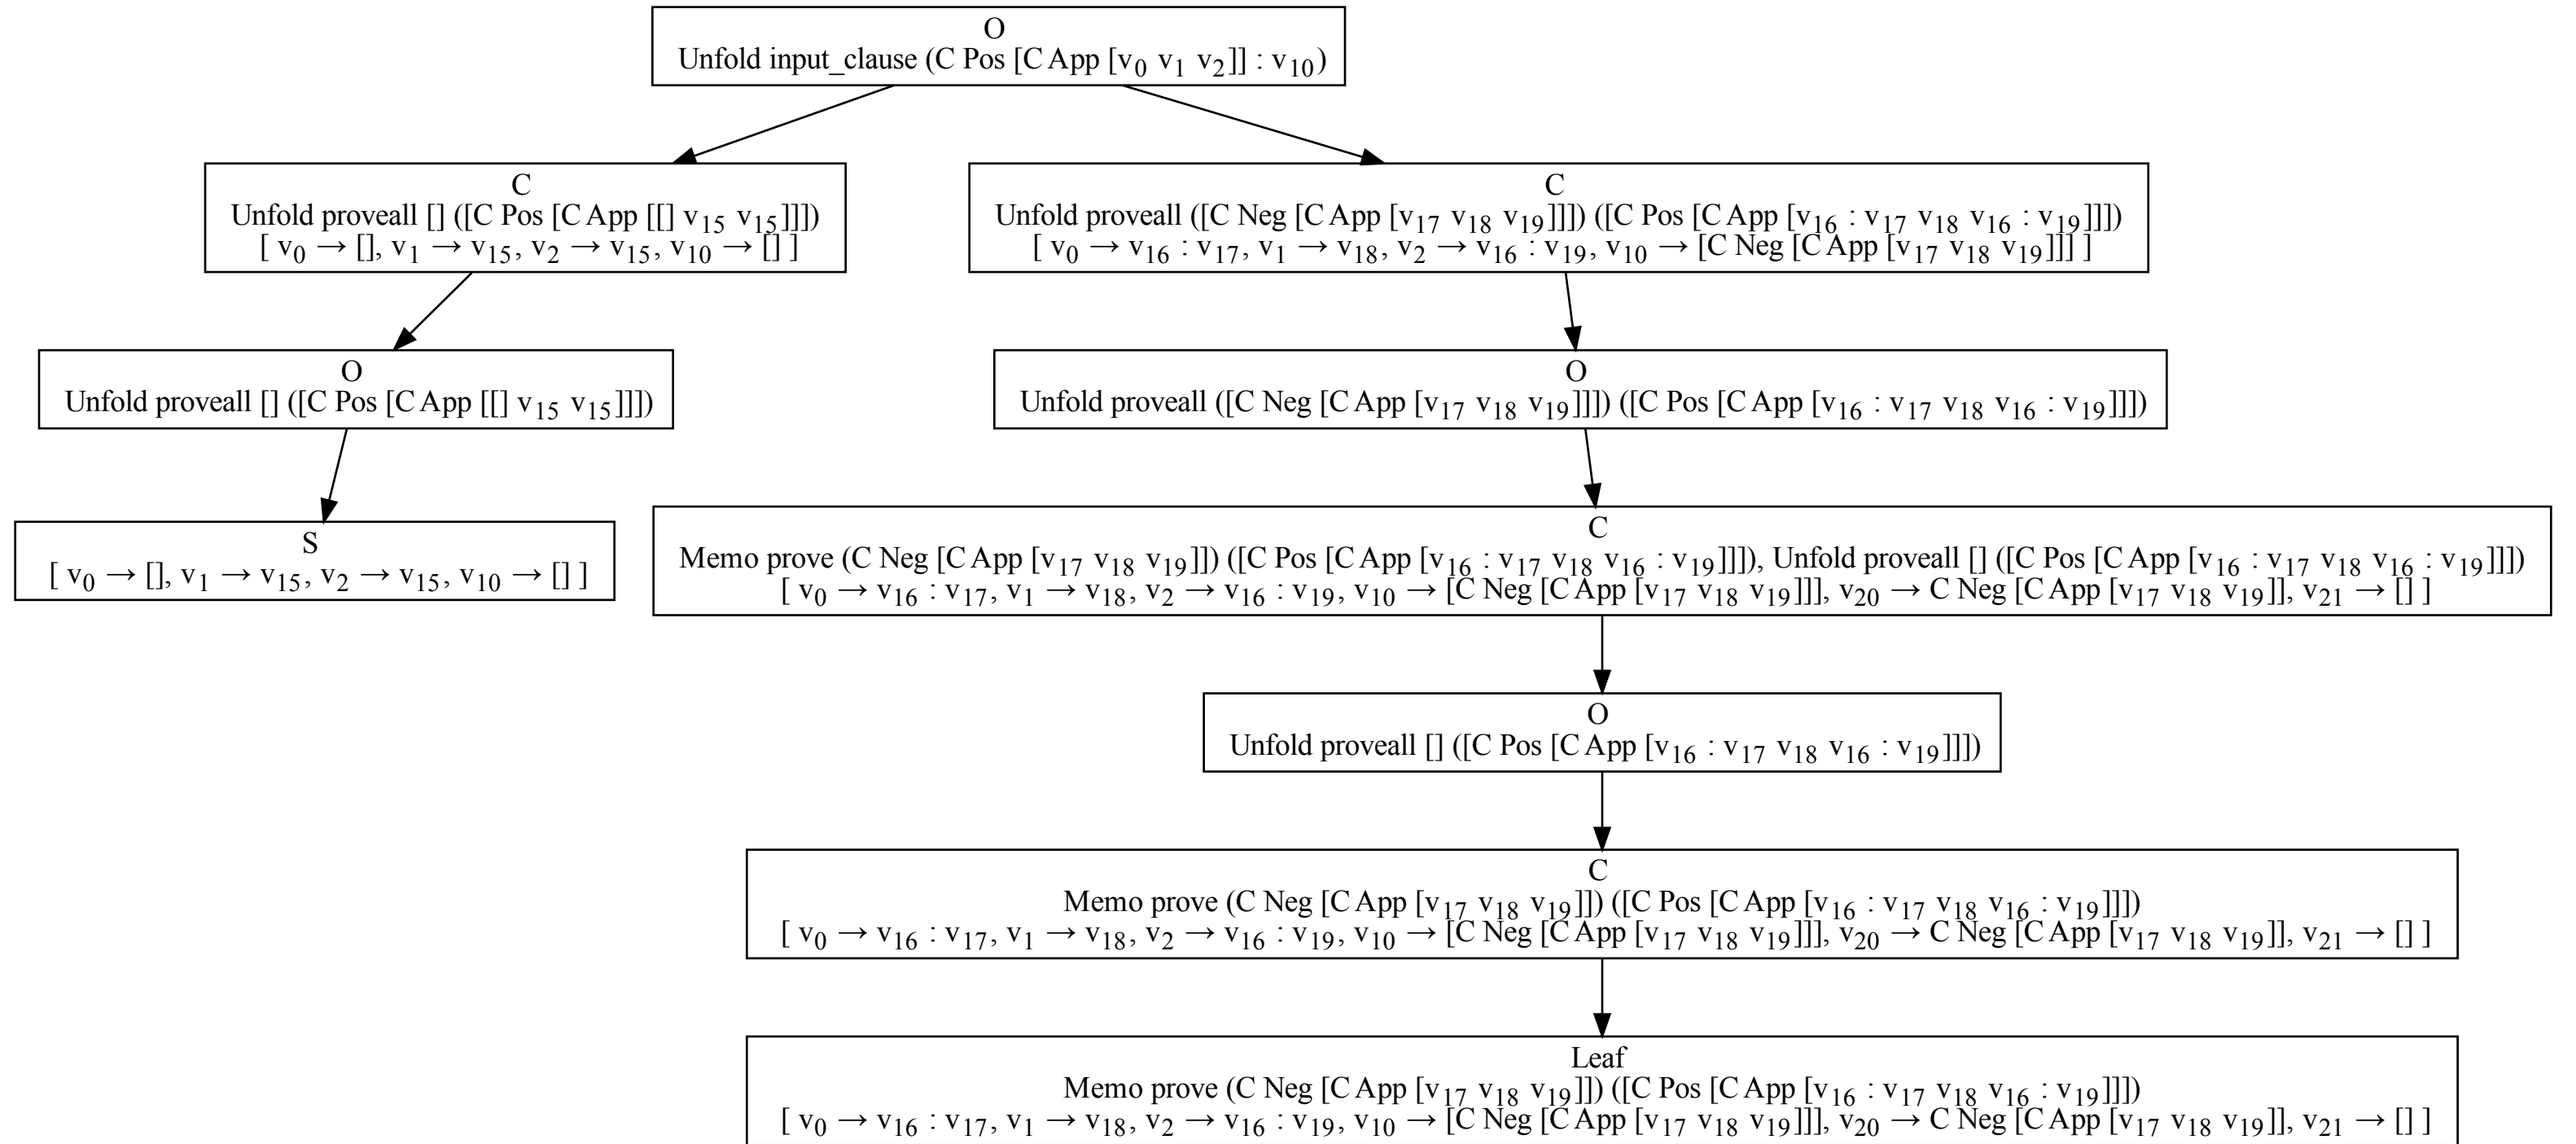 O
Unfold input_clause (C Pos [C App [v₀ v₁ v₂]] : v₁₀)
C
Unfold proveall [] ([C Pos [C App [[] v₁₅ v₁₅]]])
[ v₀ → [], v₁ → v₁₅, v₂ → v₁₅, v₁₀ → [] ]
C
Unfold proveall ([C Neg [C App [v₁₇ v₁₈ v₁₉]]]) ([C Pos [C App [v₁₆ : v₁₇ v₁₈ v₁₆ : v₁₉]]])
[ v₀ → v₁₆ : v₁₇, v₁ → v₁₈, v₂ → v₁₆ : v₁₉, v₁₀ → [C Neg [C App [v₁₇ v₁₈ v₁₉]]] ]
O
Unfold proveall [] ([C Pos [C App [[] v₁₅ v₁₅]]])
O
Unfold proveall ([C Neg [C App [v₁₇ v₁₈ v₁₉]]]) ([C Pos [C App [v₁₆ : v₁₇ v₁₈ v₁₆ : v₁₉]]])
S
[ v₀ → [], v₁ → v₁₅, v₂ → v₁₅, v₁₀ → [] ]
C
Memo prove (C Neg [C App [v₁₇ v₁₈ v₁₉]]) ([C Pos [C App [v₁₆ : v₁₇ v₁₈ v₁₆ : v₁₉]]]), Unfold proveall [] ([C Pos [C App [v₁₆ : v₁₇ v₁₈ v₁₆ : v₁₉]]])
[ v₀ → v₁₆ : v₁₇, v₁ → v₁₈, v₂ → v₁₆ : v₁₉, v₁₀ → [C Neg [C App [v₁₇ v₁₈ v₁₉]]], v₂₀ → C Neg [C App [v₁₇ v₁₈ v₁₉]], v₂₁ → [] ]
O
Unfold proveall [] ([C Pos [C App [v₁₆ : v₁₇ v₁₈ v₁₆ : v₁₉]]])
C
Memo prove (C Neg [C App [v₁₇ v₁₈ v₁₉]]) ([C Pos [C App [v₁₆ : v₁₇ v₁₈ v₁₆ : v₁₉]]])
[ v₀ → v₁₆ : v₁₇, v₁ → v₁₈, v₂ → v₁₆ : v₁₉, v₁₀ → [C Neg [C App [v₁₇ v₁₈ v₁₉]]], v₂₀ → C Neg [C App [v₁₇ v₁₈ v₁₉]], v₂₁ → [] ]
Leaf
Memo prove (C Neg [C App [v₁₇ v₁₈ v₁₉]]) ([C Pos [C App [v₁₆ : v₁₇ v₁₈ v₁₆ : v₁₉]]])
[ v₀ → v₁₆ : v₁₇, v₁ → v₁₈, v₂ → v₁₆ : v₁₉, v₁₀ → [C Neg [C App [v₁₇ v₁₈ v₁₉]]], v₂₀ → C Neg [C App [v₁₇ v₁₈ v₁₉]], v₂₁ → [] ]